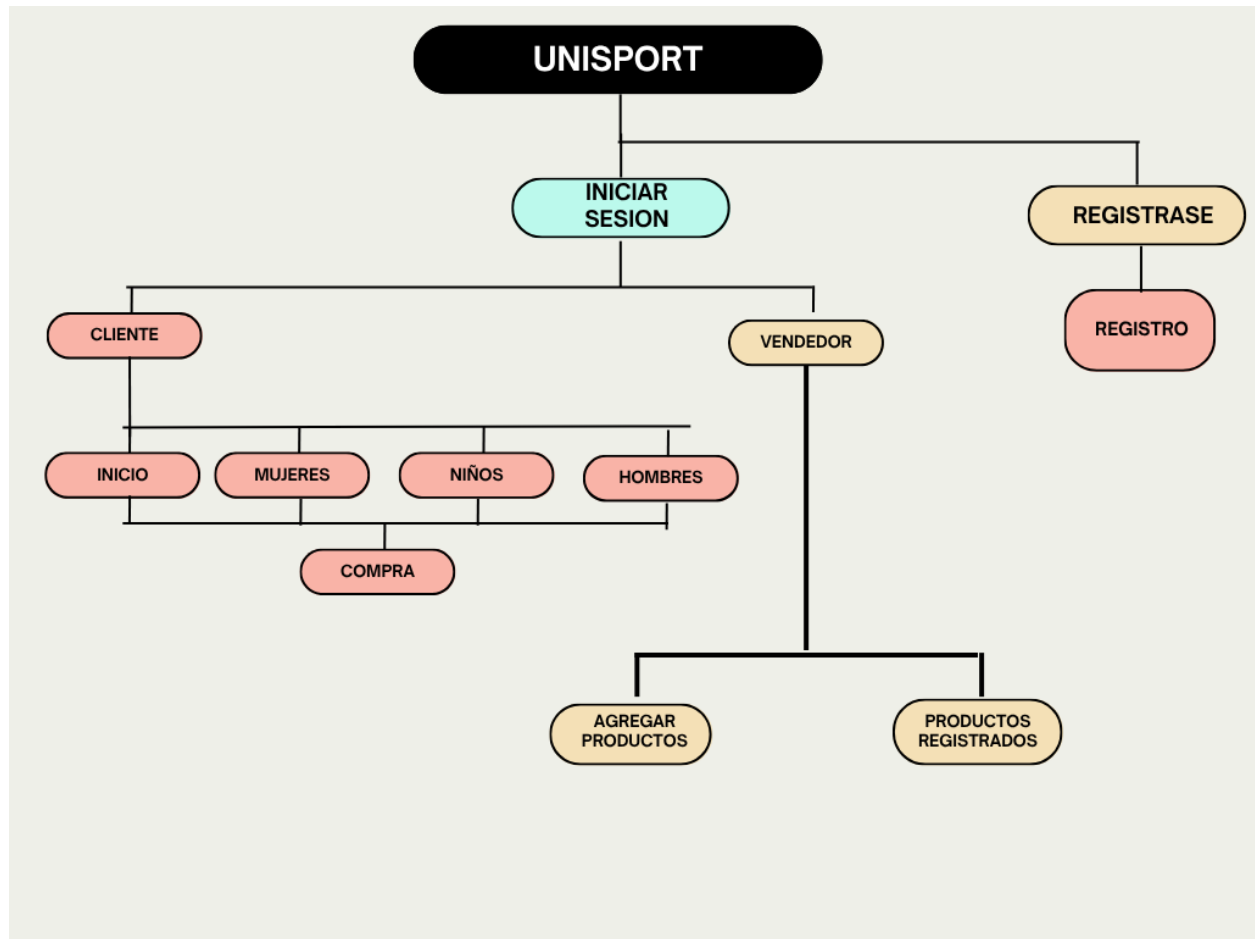 UNISPORT
INICIAR
SESION
REGISTRASE
CLIENTE
VENDEDOR
REGISTRO
INICIO
MUJERES
NIÑOS
HOMBRES
COMPRA
AGREGAR
PRODUCTOS
PRODUCTOS
REGISTRADOS